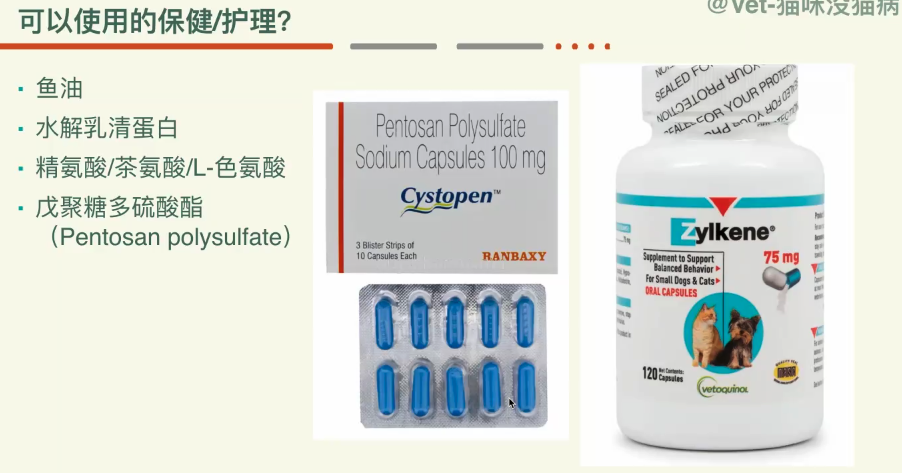 可以使用的保健/护理?
@Vet-猫咪没猫病
鱼油
水解乳清蛋白
精氨酸/茶氨酸/L-色氨酸
戊聚糖多硫酸酯
（Pentosan polysulfate）
Pentosan Polysulfate
Sodium Capsules 100 mg
Cystopen™
3 Blister Strips of
10 Capsules Each
RANBAXY
SEALED FOR YOUR PROTECTION
Zylkene®
75 mg
Supplement to Support
Balanced Behavior
For Small Dogs & Cats
ORAL CAPSULES
120 Net Contents: Capsules
vetoquinol